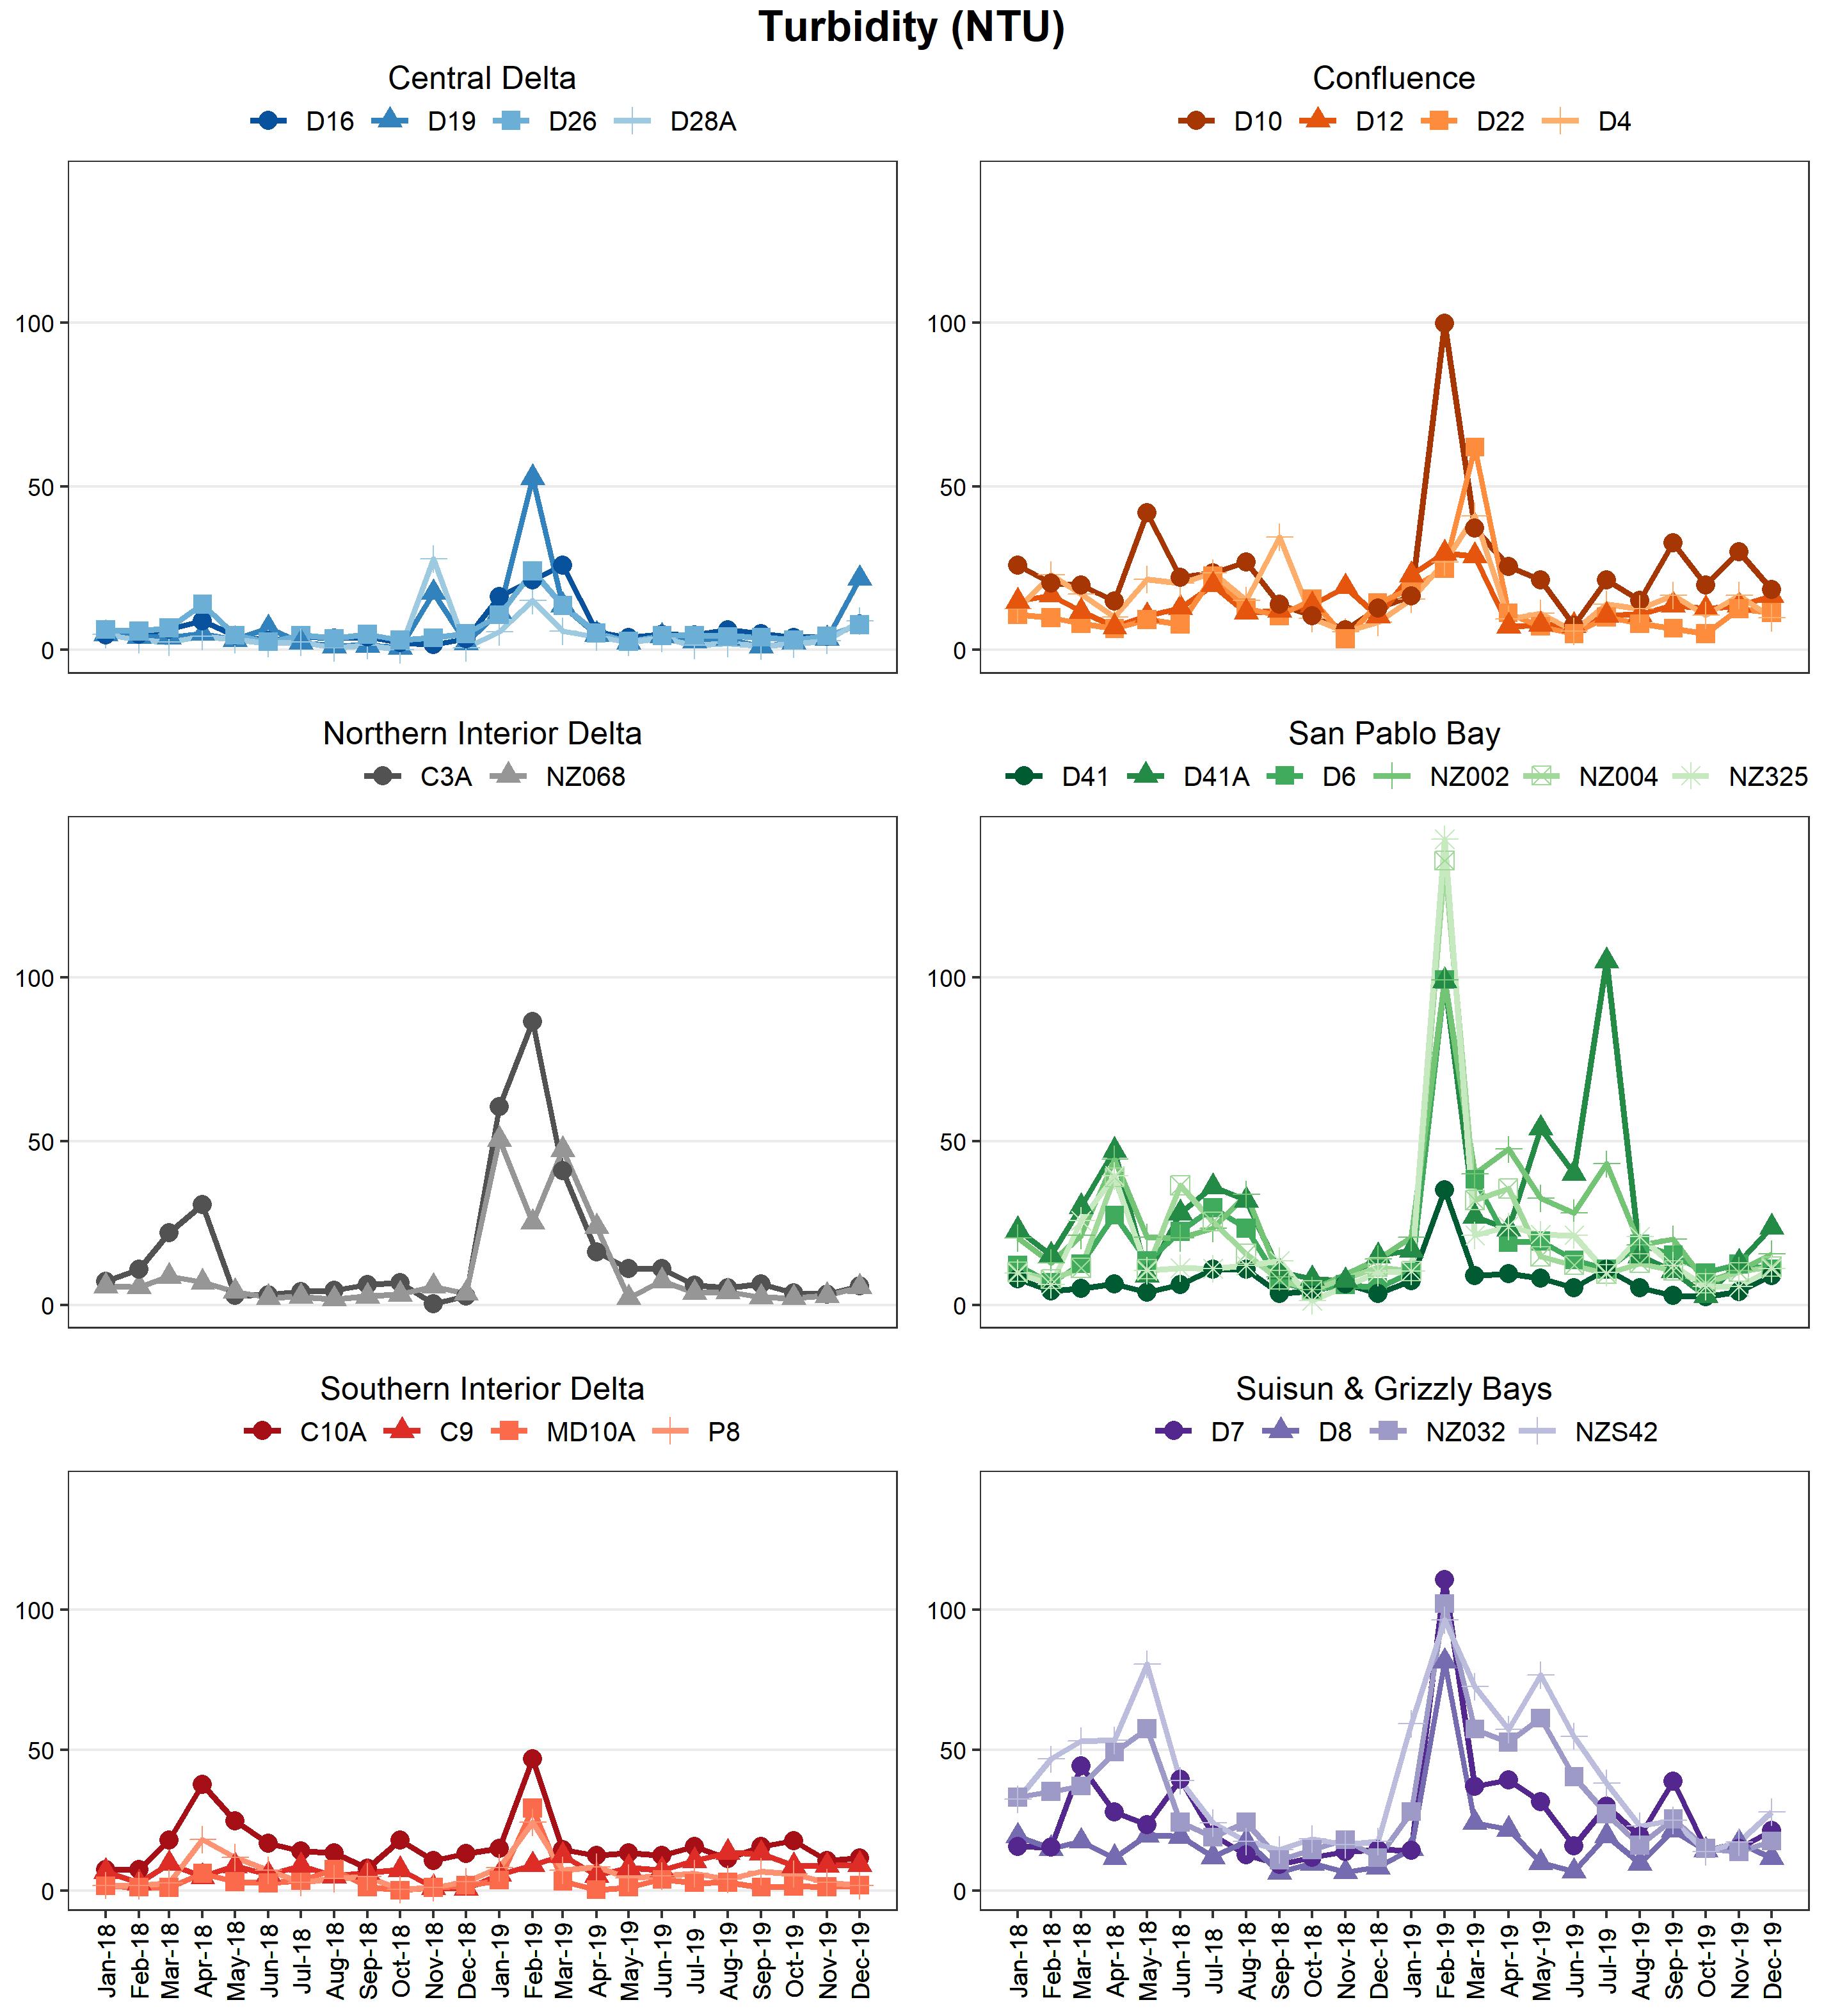 Turbidity (NTU)
Central Delta
D16 D19 D26 D28A
100
50
0
Confluence
D10 D12 D22 D4
100
50
0
Northern Interior Delta
C3A NZ068
100
50
0
San Pablo Bay
D41 D41A D6 NZ002 NZ004 NZ325
100
50
0
Southern Interior Delta
C10A C9 MD10A P8
100
50
0
Jan-18 Feb-18 Mar-18 Apr-18 May-18 Jun-18 Jul-18 Aug-18 Sep-18 Oct-18 Nov-18 Dec-18 Jan-19 Feb-19 Mar-19 Apr-19 May-19 Jun-19 Jul-19 Aug-19 Sep-19 Oct-19 Nov-19 Dec-19
Suisun & Grizzly Bays
D7 D8 NZ032 NZS42
100
50
0
Jan-18 Feb-18 Mar-18 Apr-18 May-18 Jun-18 Jul-18 Aug-18 Sep-18 Oct-18 Nov-18 Dec-18 Jan-19 Feb-19 Mar-19 Apr-19 May-19 Jun-19 Jul-19 Aug-19 Sep-19 Oct-19 Nov-19 Dec-19